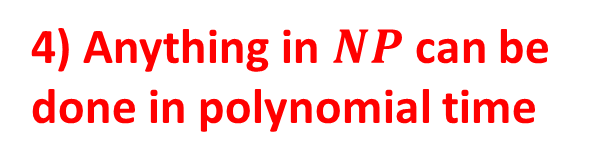 4) Anything in NP can be
done in polynomial time